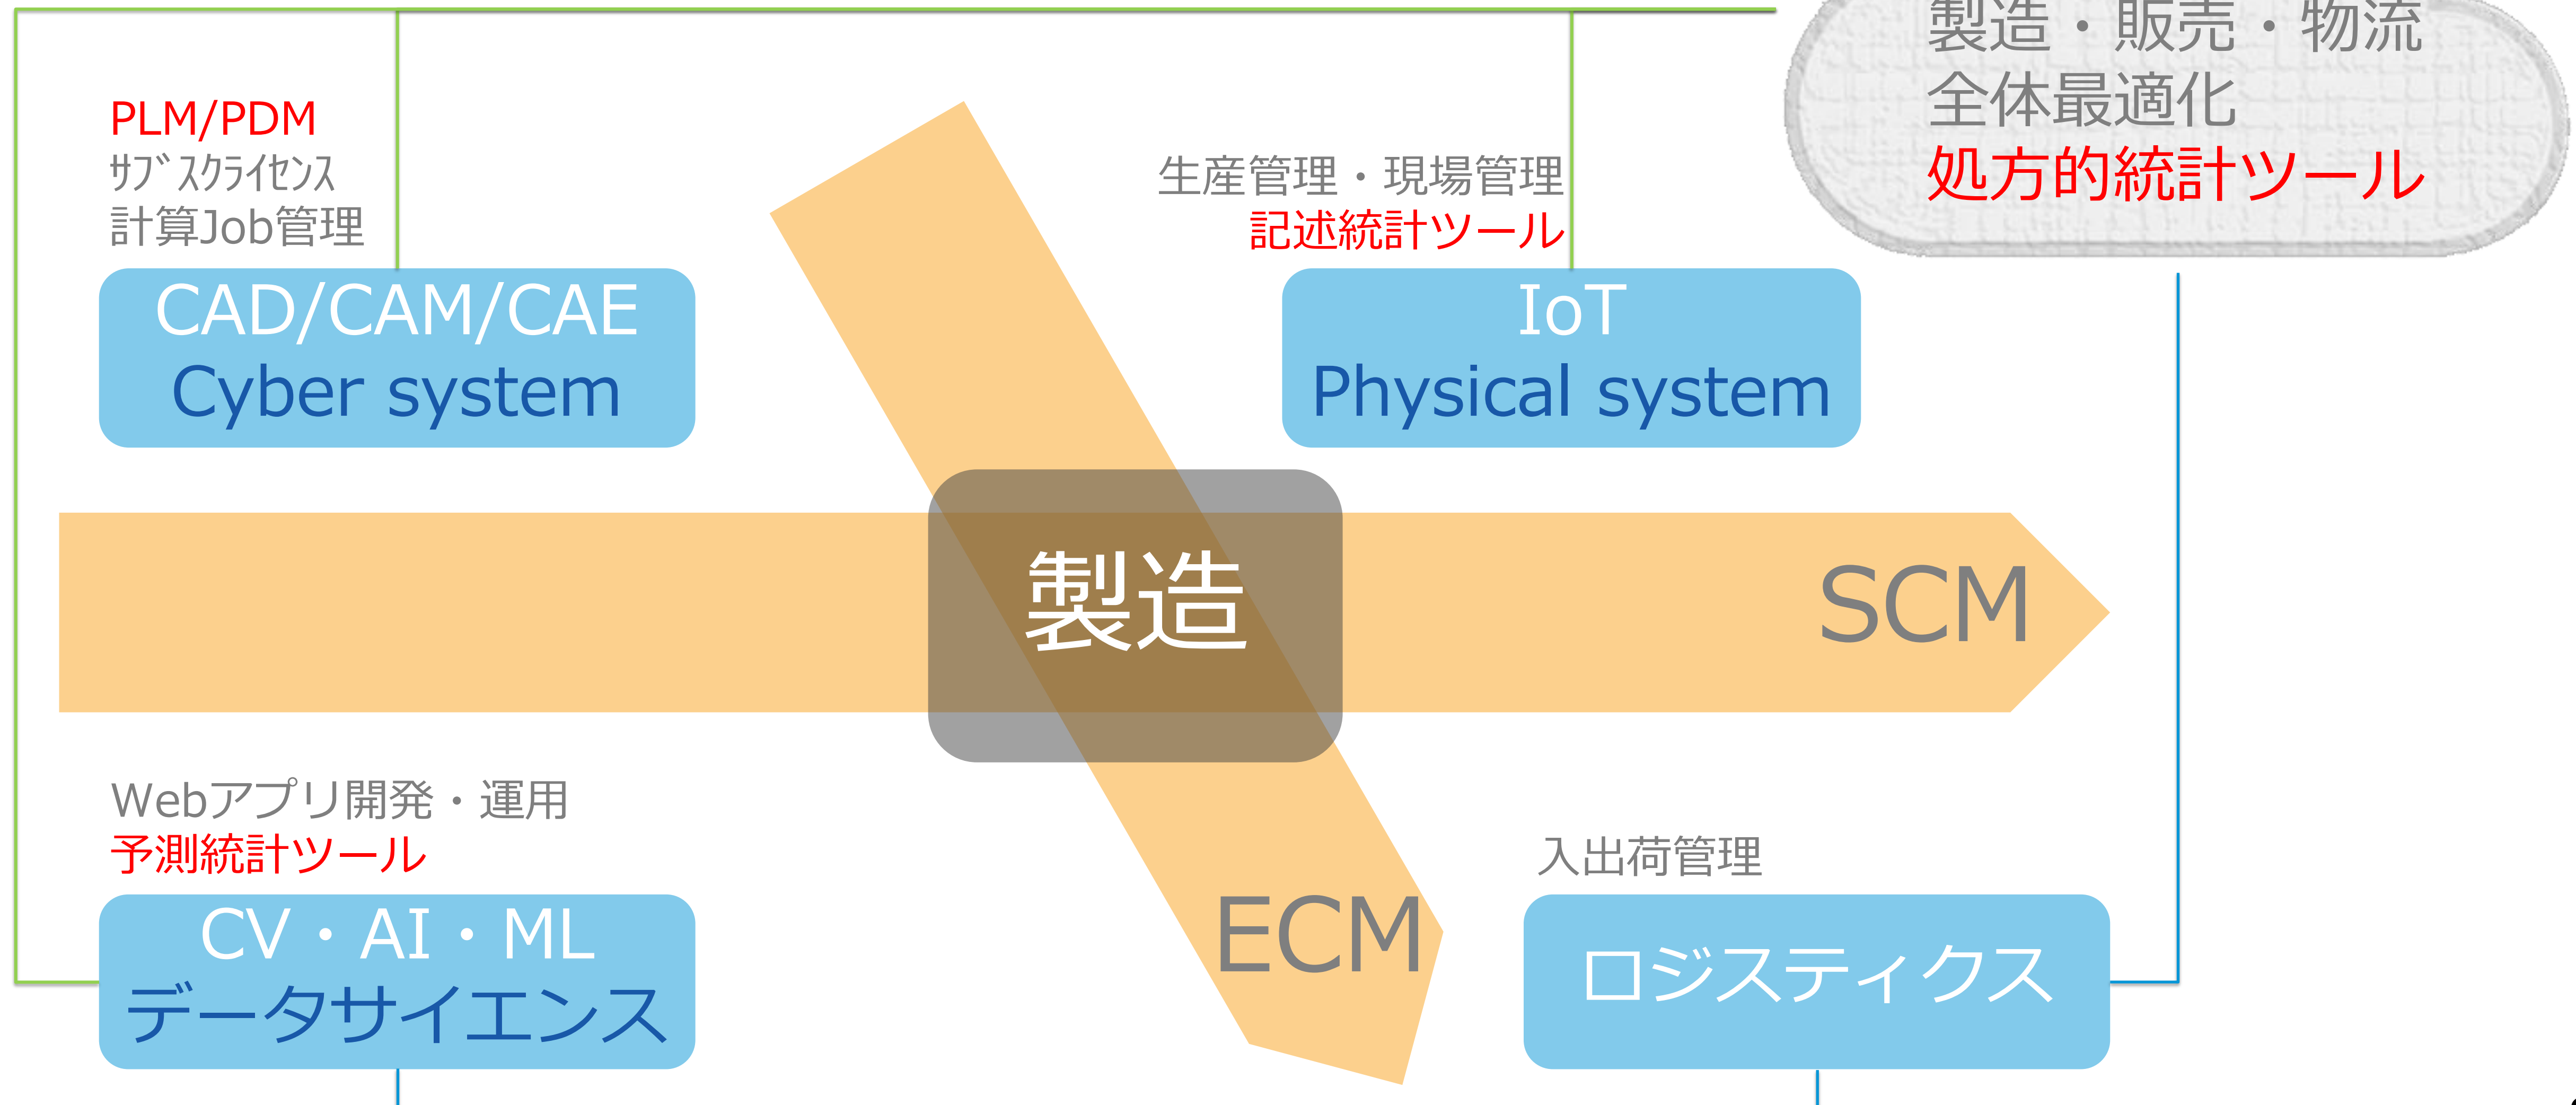 製造・販売・物流
全体最適化
処方的統計ツール
PLM/PDM
ｻﾌﾞｽｸﾗｲｾﾝｽ
計算Job管理
CAD/CAM/CAE
Cyber system
生産管理・現場管理
記述統計ツール
IoT
Physical system
製造
SCM
Webアプリ開発・運用
予測統計ツール
CV・AI・ML
データサイエンス
ECM
入出荷管理
ロジスティクス